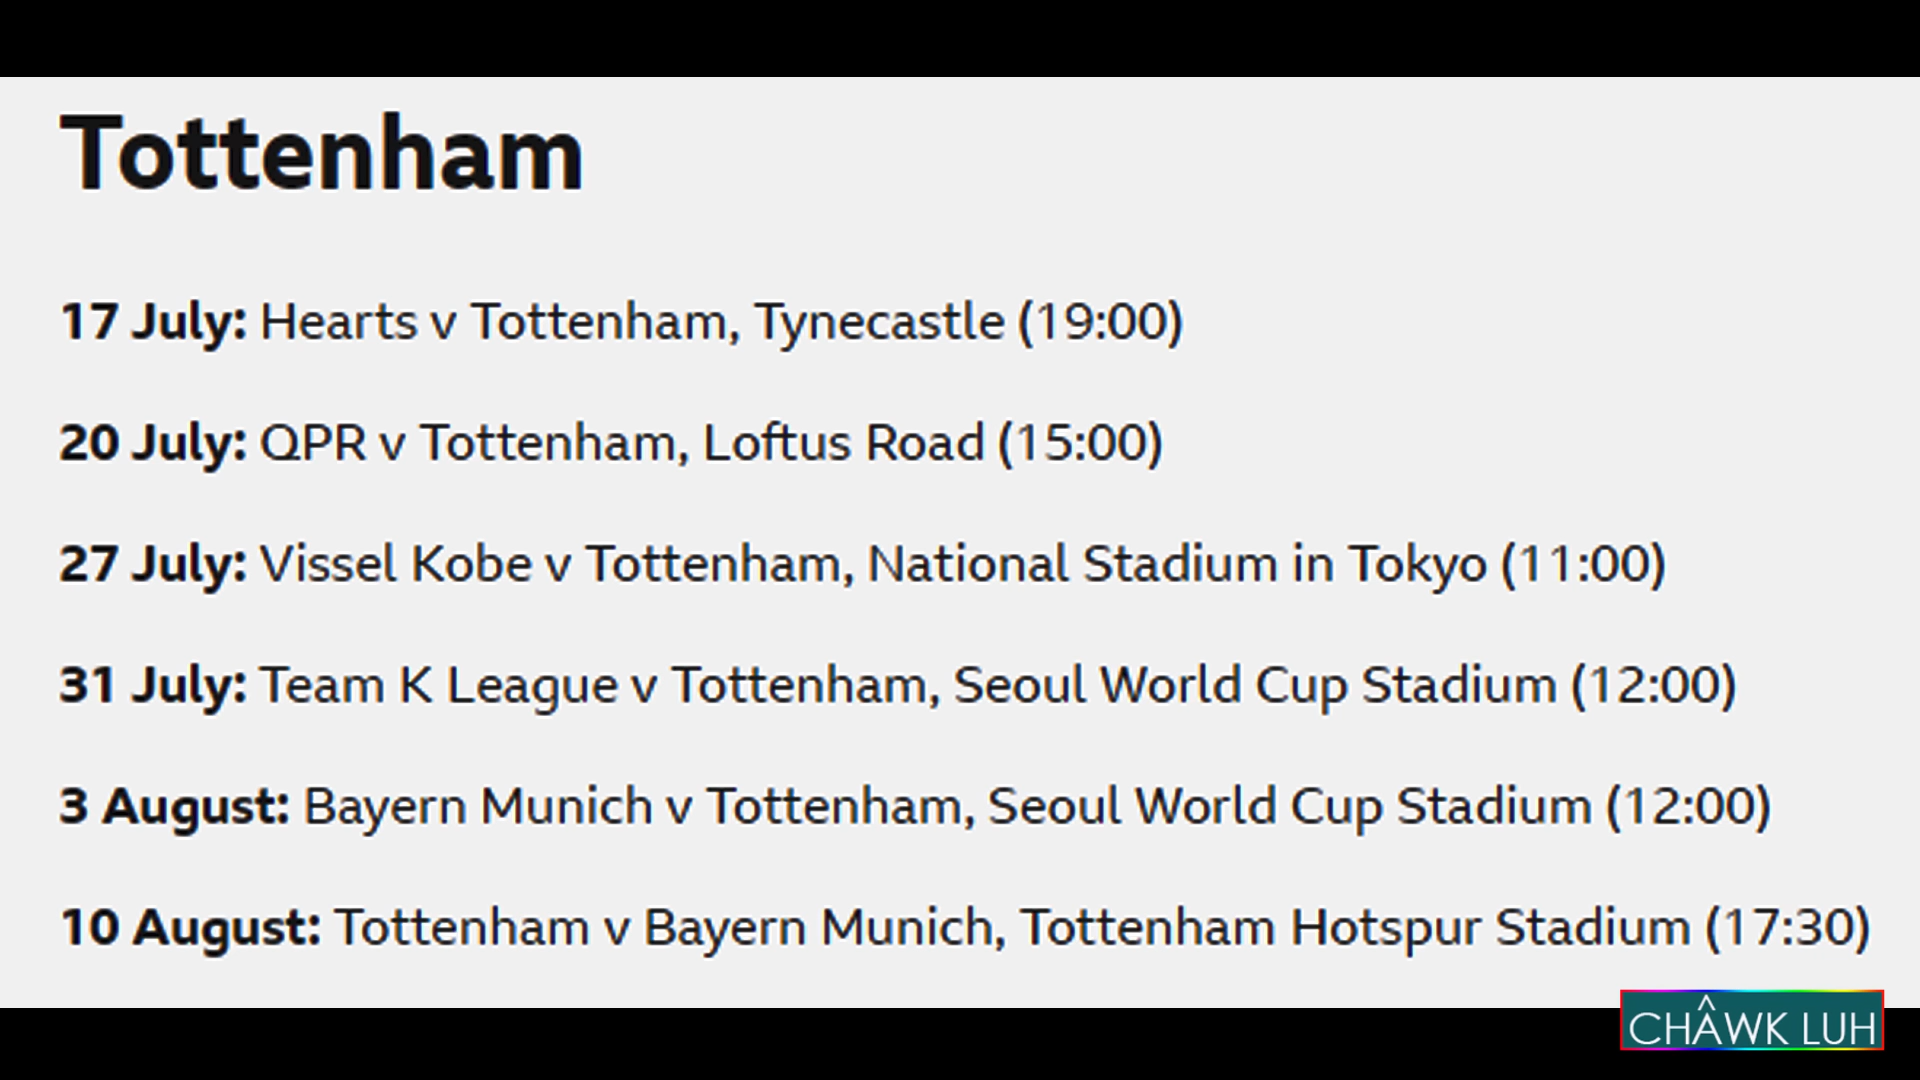 Tottenham
17 July: Hearts v Tottenham, Tynecastle (19:00)
20 July: QPR v Tottenham, Loftus Road (15:00)
27 July: Vissel Kobe v Tottenham, National Stadium in Tokyo (11:00)
31 July: Team K League v Tottenham, Seoul World Cup Stadium (12:00)
3 August: Bayern Munich v Tottenham, Seoul World Cup Stadium (12:00)
10 August: Tottenham v Bayern Munich, Tottenham Hotspur Stadium (17:30)
CHÂWK LUH